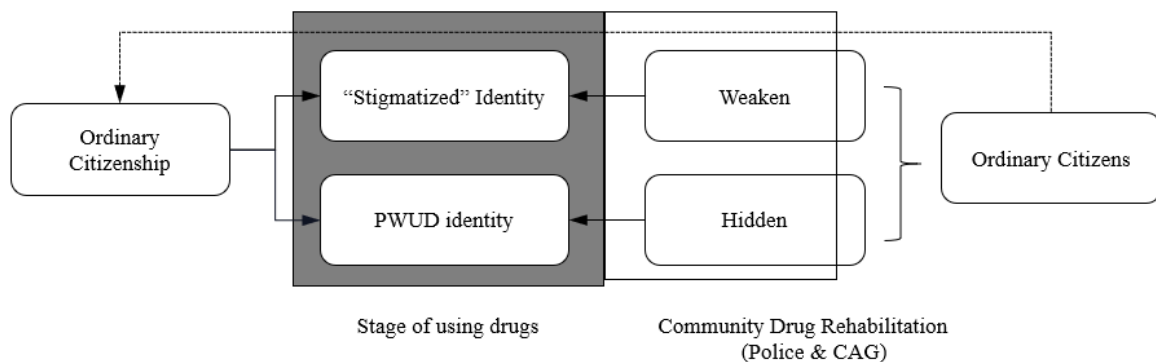 Ordinary
Citizenship
“Stigmatized” Identity
PWUD identity
Weaken
Hidden
Ordinary Citizens
Stage of using drugs
Community Drug Rehabilitation
(Police & CAG)